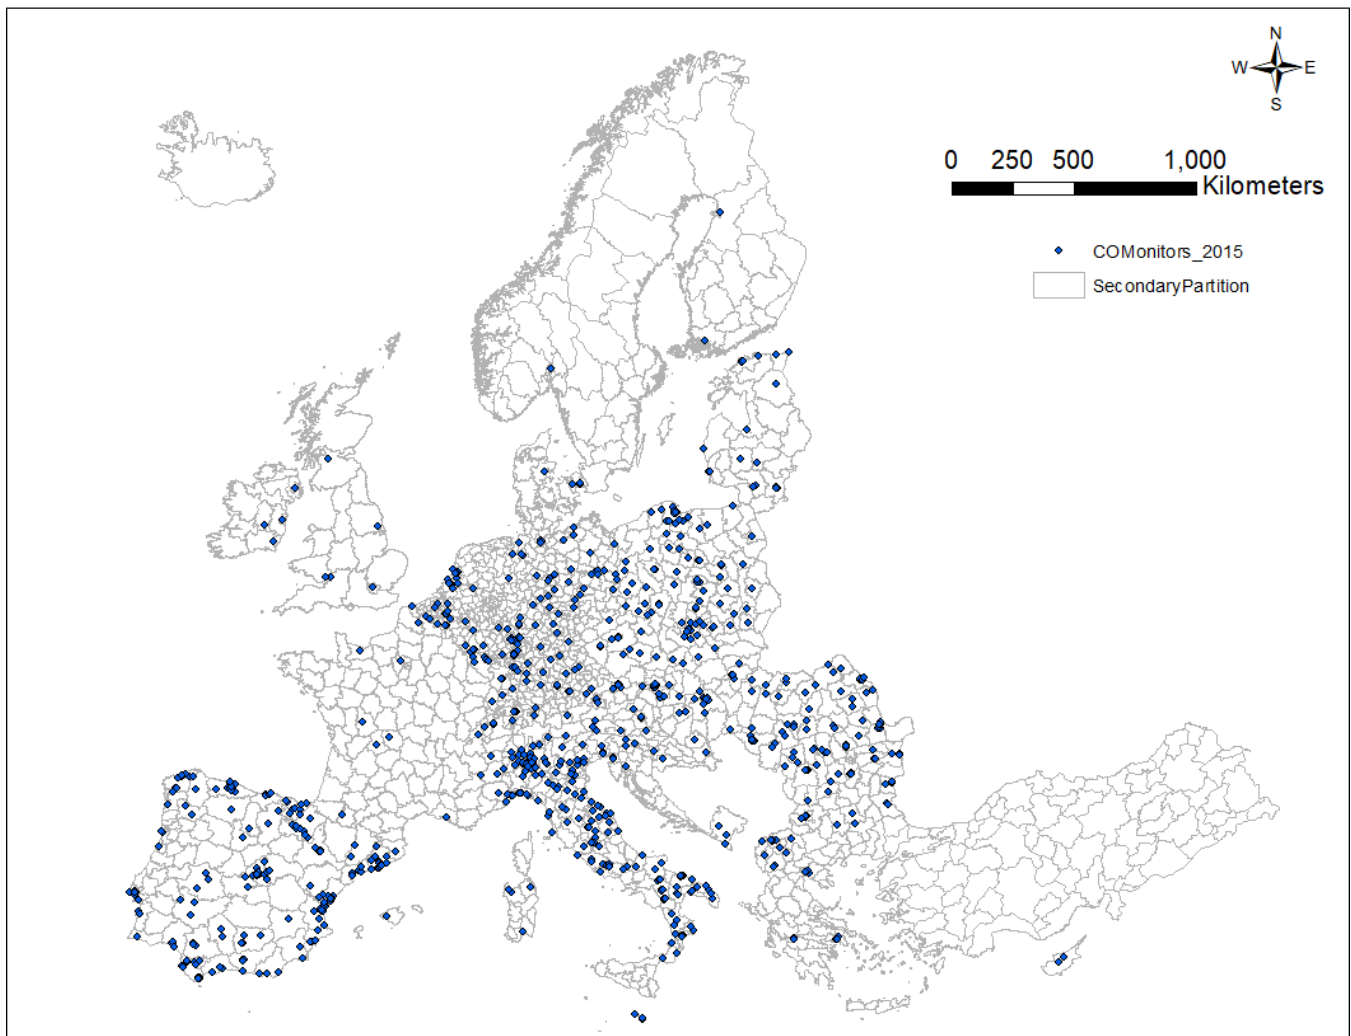 N
W E
S
0 250 500 1,000
Kilometers
COMonitors_2015
SecondaryPartition